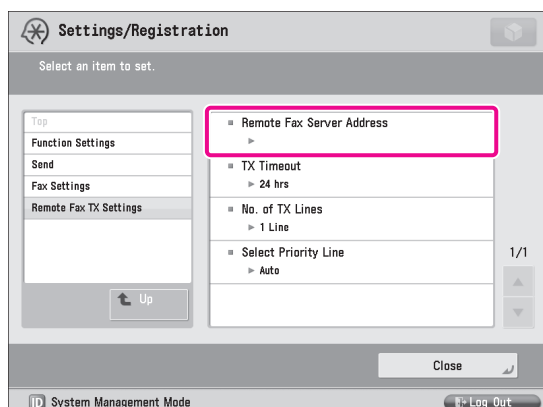 Settings/Registration
Select an item to set.
Top
Function Settings
Send
Fax Settings
Remote Fax TX Settings
Up
Remote Fax Server Address
TX Timeout
24 hrs
No. of TX Lines
1 Line
Select Priority Line
Auto
1/1
Close
ID System Management Mode
Log Out